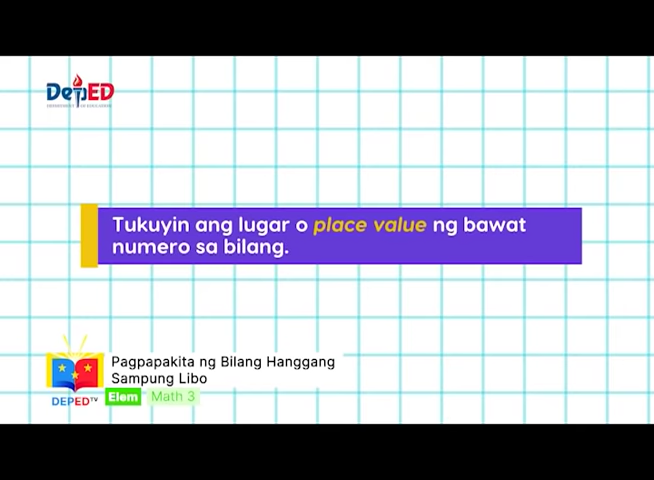 DepED
Tukuyin ang lugar o place value ng bawat
numero sa bilang.
Pagpapakita ng Bilang Hanggang
Sampung Libo
DEPED TV
Elem Math 3